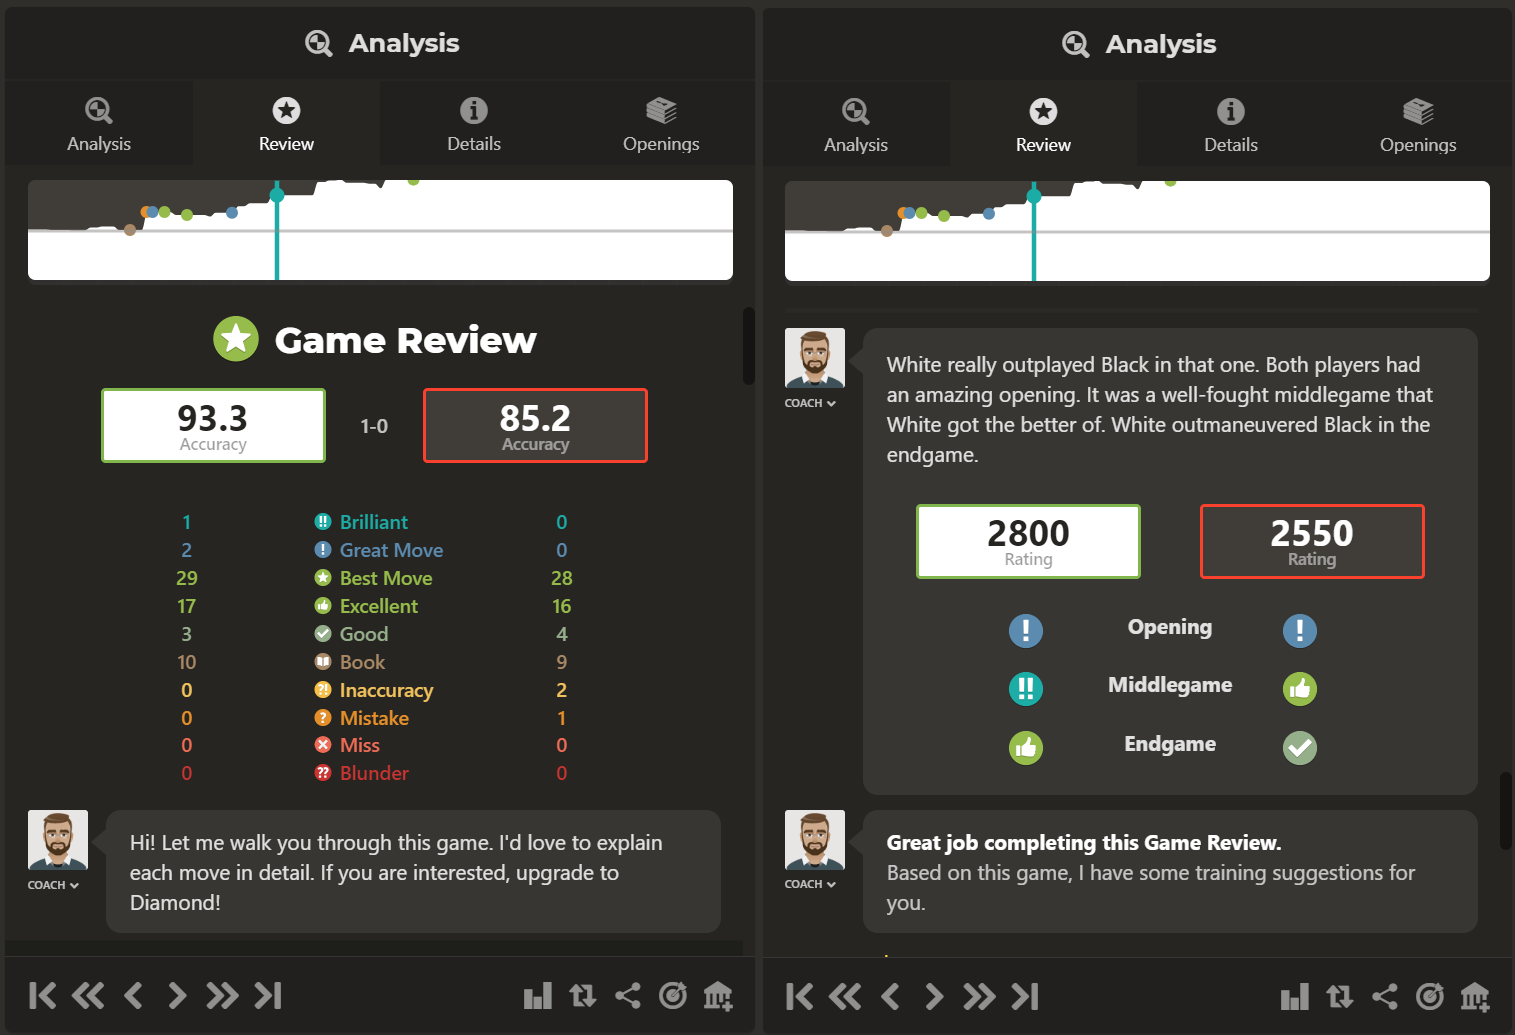 Analysis
Analysis Review Details Openings
Game Review
93.3 1-0 85.2
Accuracy Accuracy
1 !! Brilliant 0
2 ! Great Move 0
29 Best Move 28
17 Excellent 16
3 Good 4
10 Book 9
0 ?! Inaccuracy 2
0 ? Mistake 1
0 Miss 0
0 ?? Blunder 0
Hi! Let me walk you through this game. I'd love to explain
each move in detail. If you are interested, upgrade to
Diamond!
COACH
Analysis
Analysis Review Details Openings
White really outplayed Black in that one. Both players had
an amazing opening. It was a well-fought middlegame that
White got the better of. White outmaneuvered Black in the
endgame.
COACH
2800 2550
Rating Rating
! Opening !
!! Middlegame
Endgame
Great job completing this Game Review.
Based on this game, I have some training suggestions for
you.
COACH